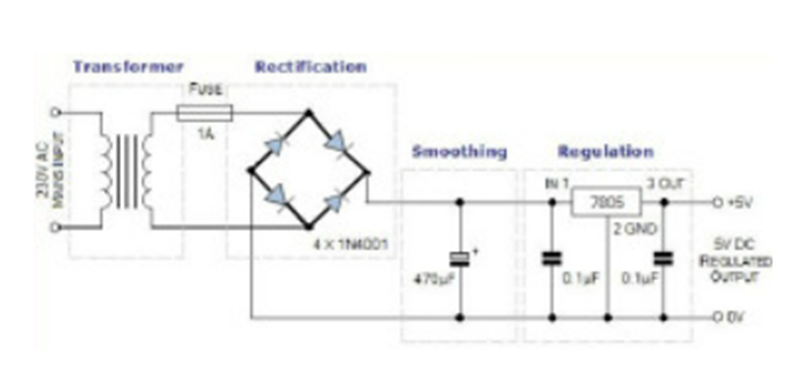 Transformer
Rectification
FUSE
1A
230V AC
MAINS INPUT
4 X 1N4001
Smoothing
Regulation
470µF
+
IN 1
7805
3 OUT
2 GND
0.1µF
0.1µF
+5V
5V DC
REGULATED
OUTPUT
0V